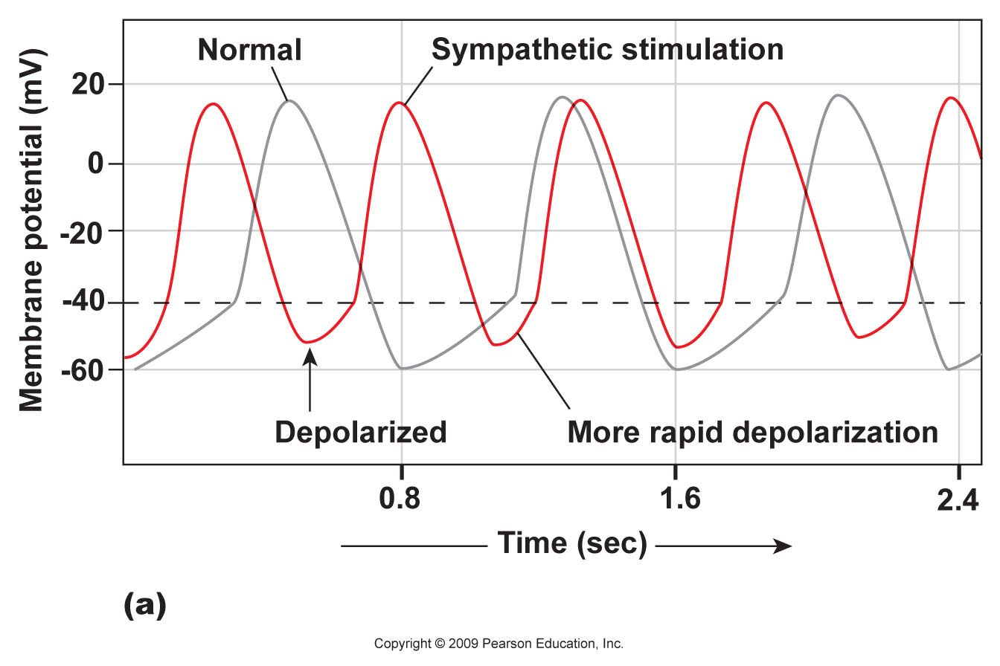 Normal
Sympathetic stimulation
Membrane potential (mV)
20
0
-20
-40
-60
Depolarized
More rapid depolarization
0.8
1.6
2.4
Time (sec)
(a)
Copyright © 2009 Pearson Education, Inc.